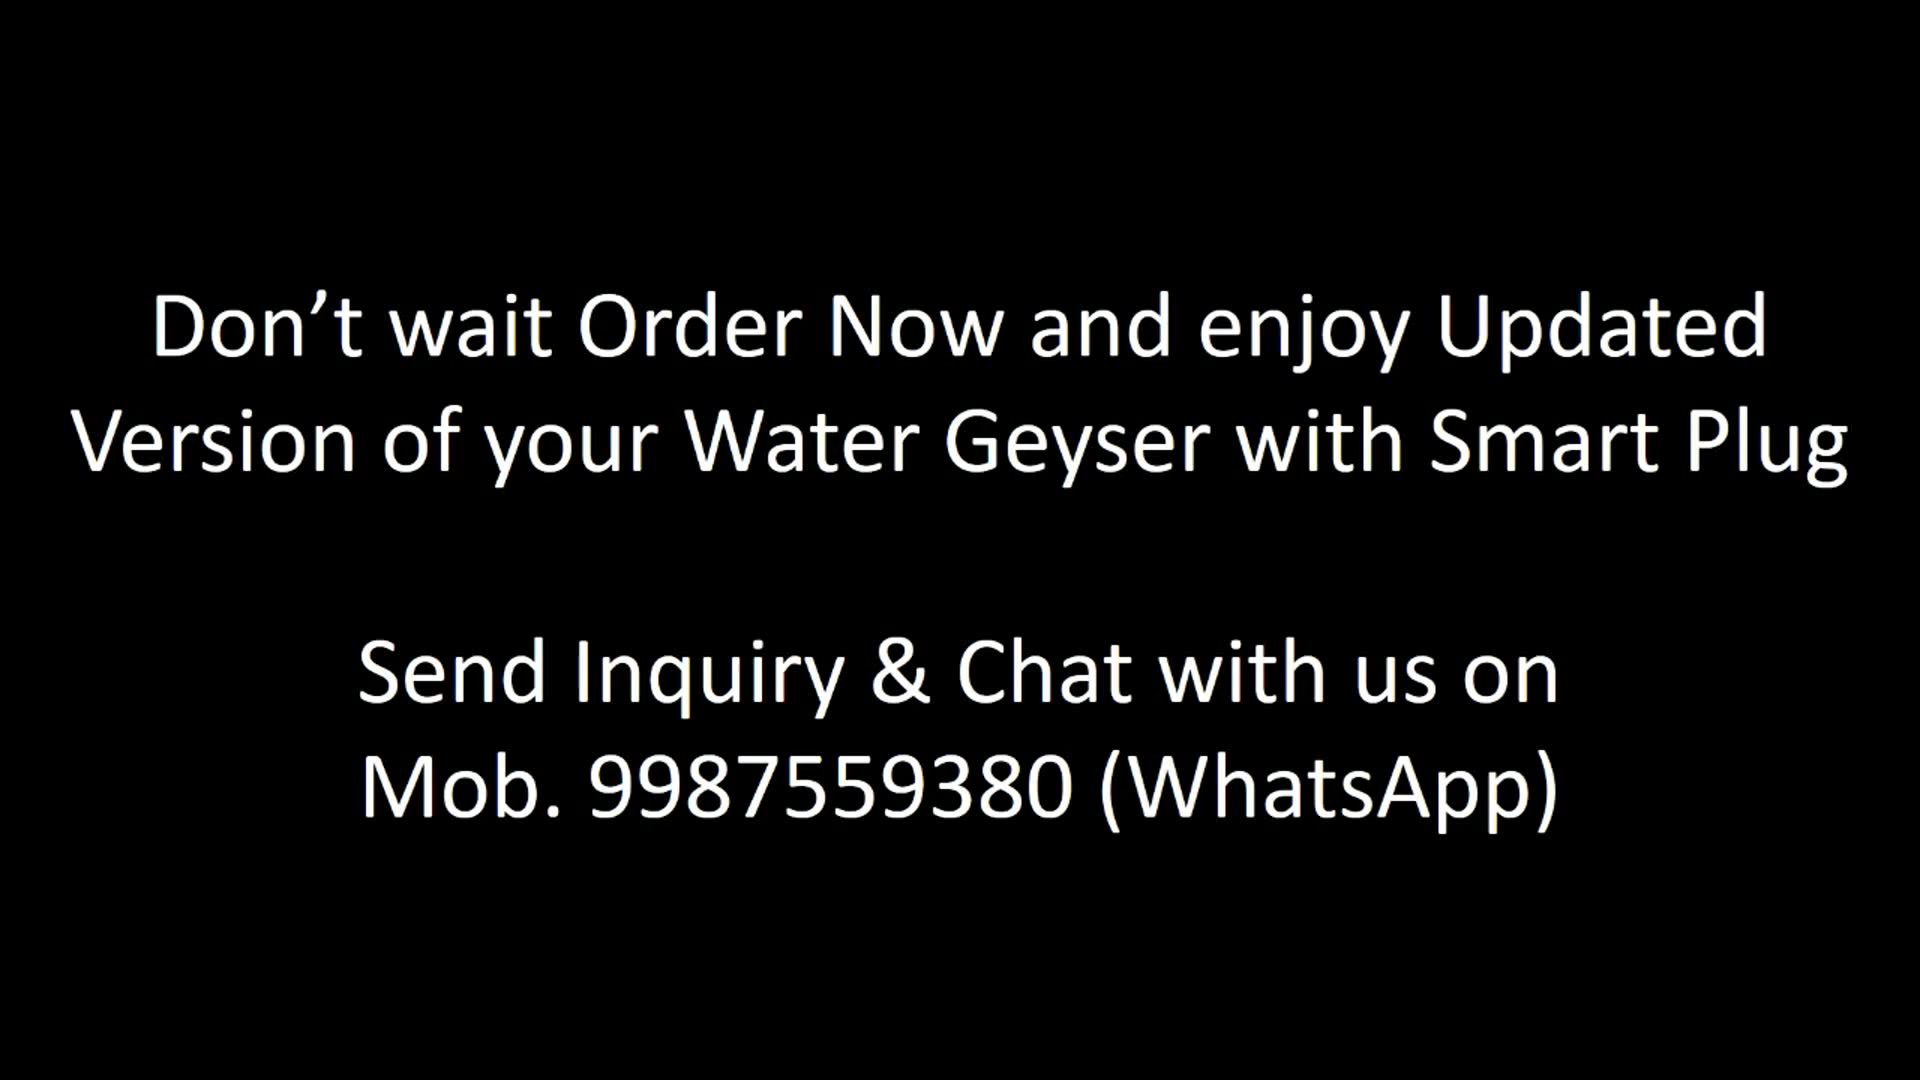 Don’t wait Order Now and enjoy Updated
Version of your Water Geyser with Smart Plug
Send Inquiry & Chat with us on
Mob. 9987559380 (WhatsApp)